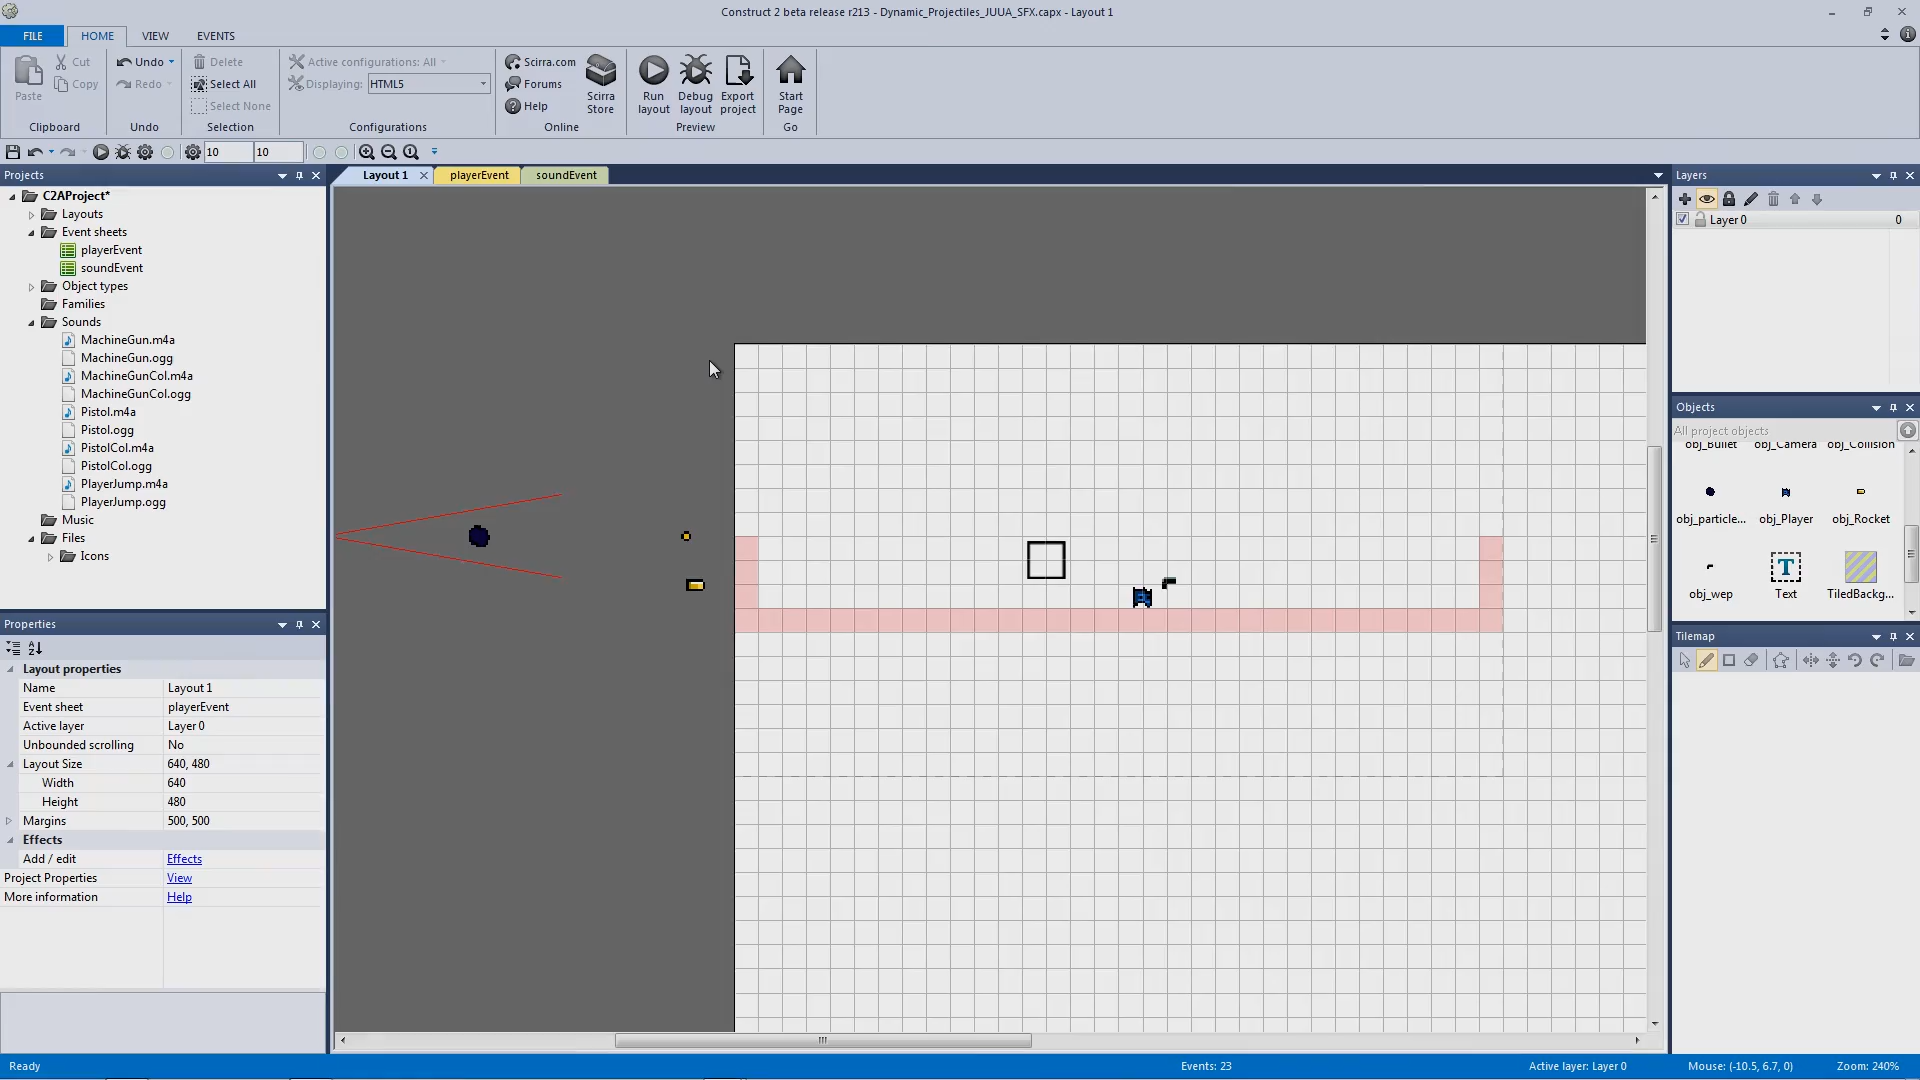 Construct 2 beta release r213 - Dynamic_Projectiles_JUUA_SFX.capx - Layout 1
FILE HOME VIEW EVENTS
Paste
Cut
Copy
Clipboard
Undo
Redo
Undo
Delete
Select All
Select None
Selection
Active configurations: All
Displaying: HTML5
Configurations
Scirra.com
Forums
Help
Scirra Store
Online
Run layout
Debug layout
Export project
Preview
Start Page
Go
10 10
Projects
C2AProject*
Layouts
Event sheets
playerEvent
soundEvent
Object types
Families
Sounds
MachineGun.m4a
MachineGun.ogg
MachineGunCol.m4a
MachineGunCol.ogg
Pistol.m4a
Pistol.ogg
PistolCol.m4a
PistolCol.ogg
PlayerJump.m4a
PlayerJump.ogg
Music
Files
Icons
Properties
Layout properties
Name Layout 1
Event sheet playerEvent
Active layer Layer 0
Unbounded scrolling No
Layout Size 640, 480
Width 640
Height 480
Margins 500, 500
Effects
Add / edit Effects
Project Properties View
More information Help
Layout 1 playerEvent soundEvent
Layers
Layer 0 0
Objects
All project objects
obj_Bullet obj_Camera obj_Collision
obj_particle... obj_Player obj_Rocket
obj_wep Text TiledBackg...
Tilemap
Ready Events: 23 Active layer: Layer 0 Mouse: (-10.5, 6.7, 0) Zoom: 240%